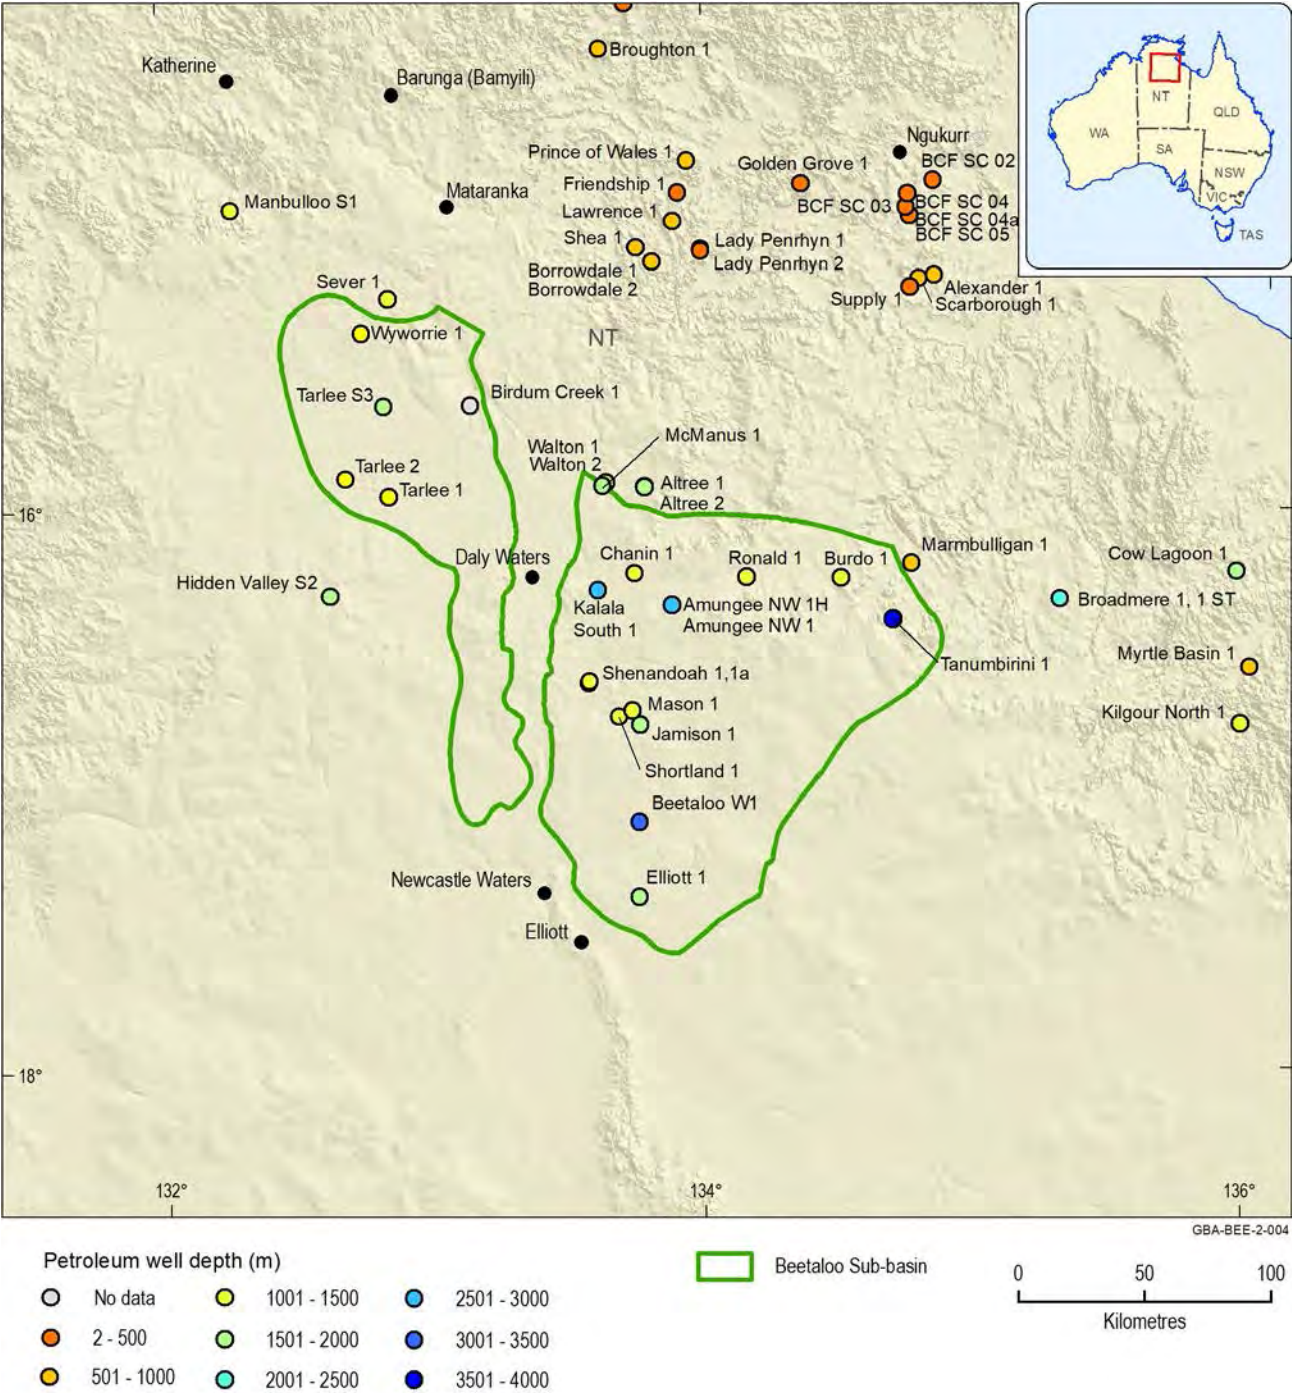 Broughton 1
Katherine
Barunga (Bamyili)
NT
QLD
WA
SA
NSW
VIC
TAS
Ngukurr
Prince of Wales 1
Golden Grove 1
BCF SC 02
Friendship 1
Manbulloo S1
Mataranka
BCF SC 03
BCF SC 04
Lawrence 1
BCF SC 04a
BCF SC 05
Shea 1
Lady Penrhyn 1
Lady Penrhyn 2
Borrowdale 1
Borrowdale 2
Sever 1
Alexander 1
Supply 1
Scarborough 1
Wyworrie 1
NT
Tarlee S3
Birdum Creek 1
McManus 1
Walton 1
Walton 2
Tarlee 2
Tarlee 1
Altree 1
Altree 2
16°
Daly Waters
Chanin 1
Ronald 1
Burdo 1
Marmbulligan 1
Cow Lagoon 1
Hidden Valley S2
Kalala
South 1
Amungee NW 1H
Amungee NW 1
Broadmere 1, 1 ST
Tanumbirini 1
Myrtle Basin 1
Shenandoah 1,1a
Mason 1
Jamison 1
Kilgour North 1
Shortland 1
Beetaloo W1
Newcastle Waters
Elliott 1
Elliott
18°
132°
134°
136°
GBA-BEE-2-004
Petroleum well depth (m)
No data
2 - 500
501 - 1000
1001 - 1500
1501 - 2000
2001 - 2500
2501 - 3000
3001 - 3500
3501 - 4000
Beetaloo Sub-basin
0 50 100
Kilometres